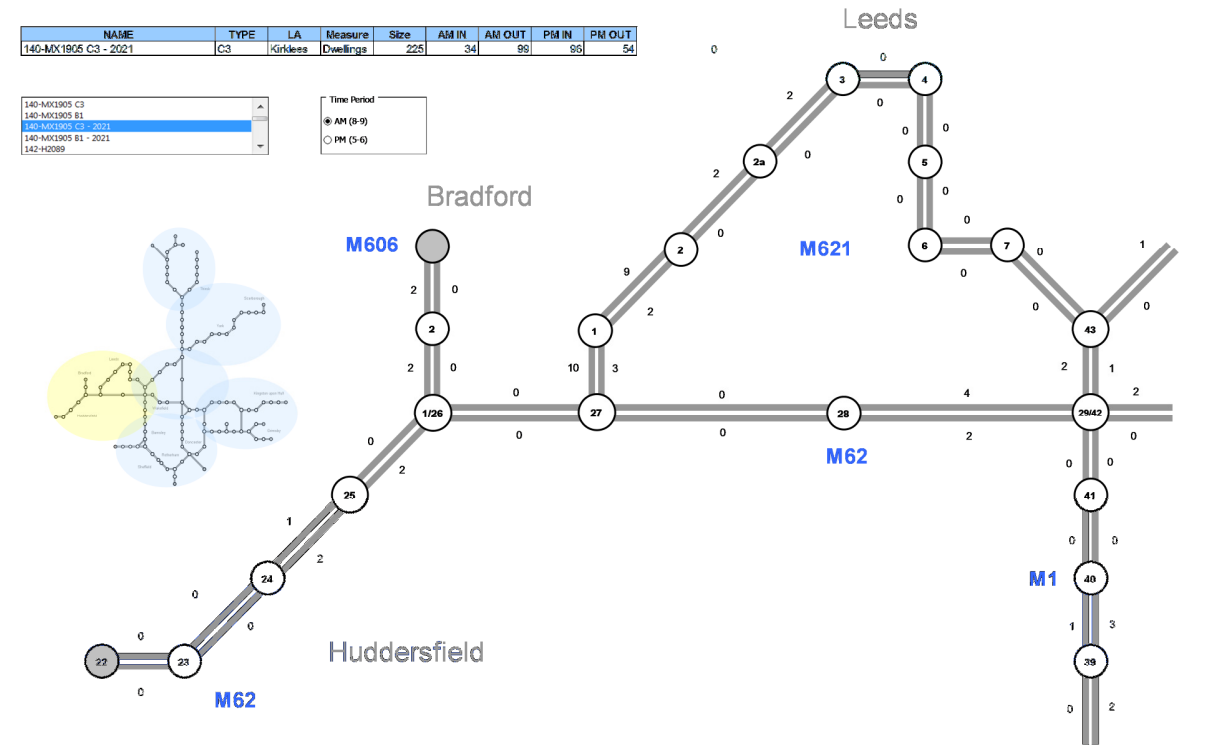 Leeds
NAME TYPE LA Measure Size AM IN AM OUT PM IN PM OUT
140-MX1905 C3 - 2021 C3 Kirklees Dwellings 225 34 99 96 54
0
0
3 4
140-MX1905 C3
140-MX1905 B1
140-MX1905 C3 - 2021
140-MX1905 B1 - 2021
142-H2089
Time Period
AM (8-9)
PM (5-6)
2 0
0 0
2a 0 5
2 0 0
Bradford
0
M606 2 M621 6 7 0 1
0
9 0 0
2 0 2 0
2 1 43
2 0 10 3 2 1
0 0 4 2
1/26 27 28 29/42
0 0 0 2 0
M62
0 2 0 0
25 41
1 2 0 0
24 M1 40
0 0 1 3
0 Huddersfield
22 23 39
0 M62 0 2